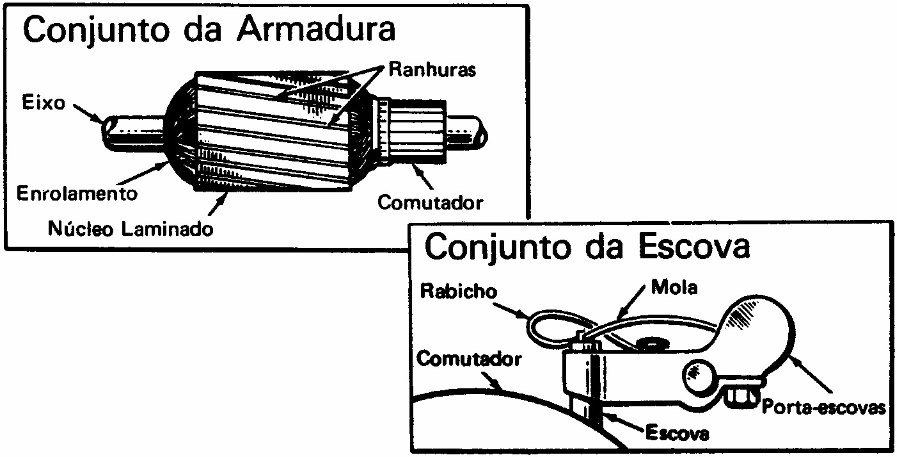 Conjunto da Armadura
Ranhuras
Eixo
Enrolamento
Comutador
Núcleo Laminado
Conjunto da Escova
Rabicho
Mola
Comutador
Porta-escovas
Escova